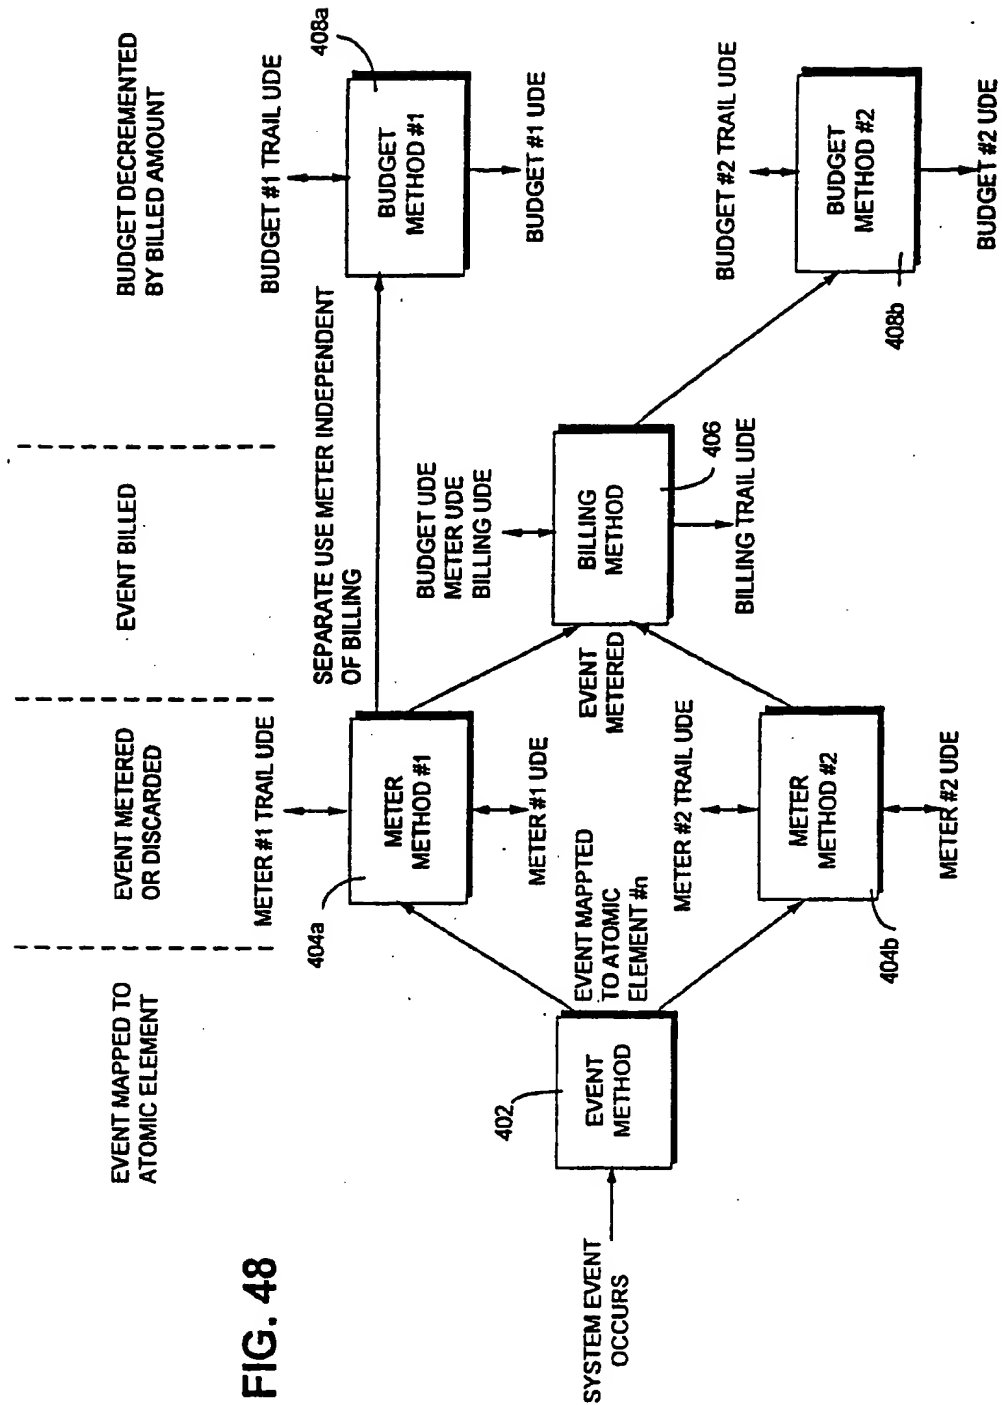 FIG. 48
EVENT MAPPED TO
ATOMIC ELEMENT
EVENT METERED
OR DISCARDED
EVENT BILLED
BUDGET DECREMENTED
BY BILLED AMOUNT
SYSTEM EVENT
OCCURS
402
EVENT
METHOD
EVENT MAPPTED
TO ATOMIC
ELEMENT #n
METER #1 TRAIL UDE
404a
METER
METHOD #1
METER #1 UDE
METER #2 TRAIL UDE
METER
METHOD #2
404b
METER #2 UDE
SEPARATE USE METER INDEPENDENT
OF BILLING
EVENT
METERED
BUDGET UDE
METER UDE
BILLING UDE
BILLING
METHOD
406
BILLING TRAIL UDE
BUDGET #1 TRAIL UDE
408a
BUDGET
METHOD #1
BUDGET #1 UDE
BUDGET #2 TRAIL UDE
BUDGET
METHOD #2
408b
BUDGET #2 UDE